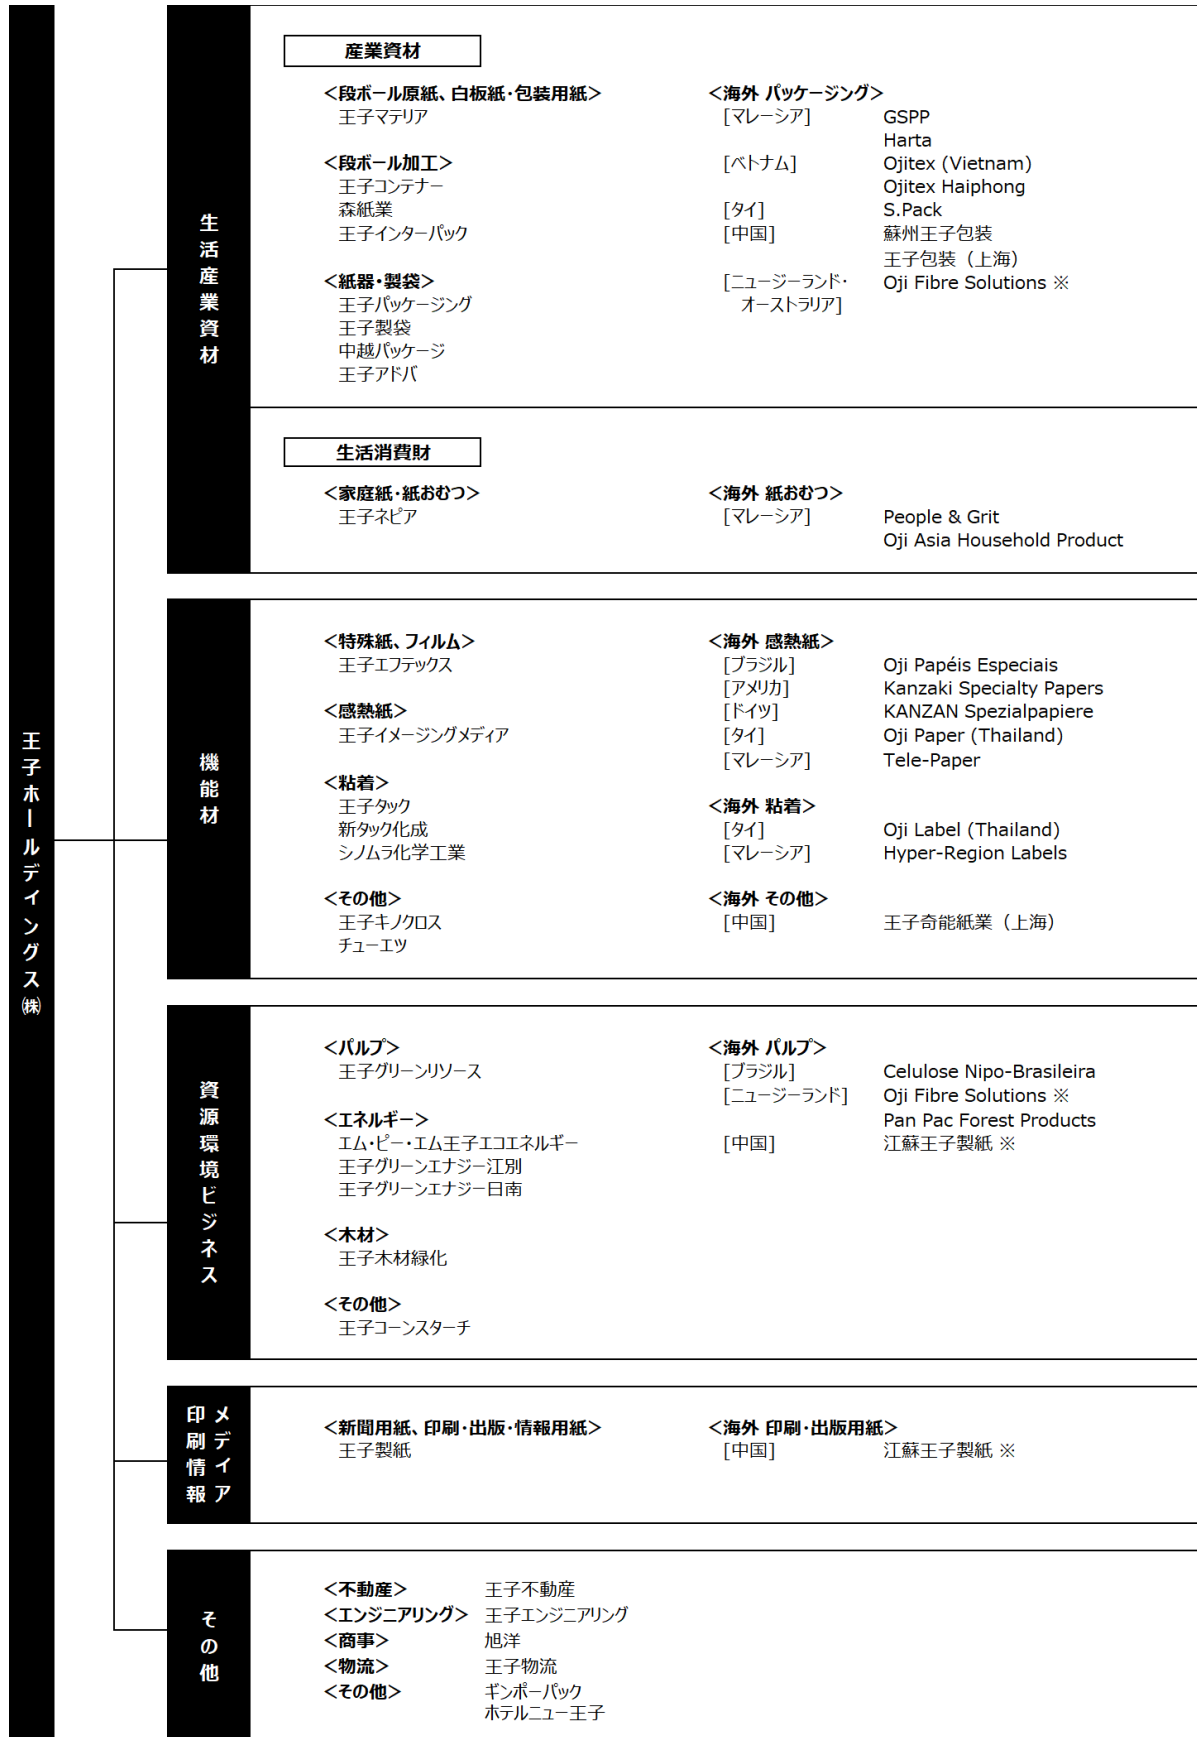 王子ホールディングス㈱
生活産業資材
産業資材
＜段ボール原紙、白板紙・包装用紙＞
王子マテリア
＜段ボール加工＞
王子コンテナー
森紙業
王子インターパック
＜紙器・製袋＞
王子パッケージング
王子製袋
中越パッケージ
王子アドバ
＜海外 パッケージング＞
[マレーシア] GSPP
Harta
[ベトナム] Ojitex (Vietnam)
Ojitex Haiphong
[タイ] S.Pack
[中国] 蘇州王子包装
王子包装（上海）
[ニュージーランド・ Oji Fibre Solutions ※
オーストラリア]
生活消費財
＜家庭紙・紙おむつ＞
王子ネピア
＜海外 紙おむつ＞
[マレーシア] People & Grit
Oji Asia Household Product
機能材
＜特殊紙、フィルム＞
王子エフテックス
＜感熱紙＞
王子イメージングメディア
＜粘着＞
王子タック
新タック化成
シノムラ化学工業
＜その他＞
王子キノクロス
チューエツ
＜海外 感熱紙＞
[ブラジル] Oji Papéis Especiais
[アメリカ] Kanzaki Specialty Papers
[ドイツ] KANZAN Spezialpapiere
[タイ] Oji Paper (Thailand)
[マレーシア] Tele-Paper
＜海外 粘着＞
[タイ] Oji Label (Thailand)
[マレーシア] Hyper-Region Labels
＜海外 その他＞
[中国] 王子奇能紙業（上海）
資源環境ビジネス
＜パルプ＞
王子グリーンリソース
＜エネルギー＞
エム・ピー・エム王子エコエネルギー
王子グリーンエナジー江別
王子グリーンエナジー日南
＜木材＞
王子木材緑化
＜その他＞
王子コーンスターチ
＜海外 パルプ＞
[ブラジル] Celulose Nipo-Brasileira
[ニュージーランド] Oji Fibre Solutions ※
Pan Pac Forest Products
[中国] 江蘇王子製紙 ※
印刷情報
メディア
＜新聞用紙、印刷・出版・情報用紙＞
王子製紙
＜海外 印刷・出版用紙＞
[中国] 江蘇王子製紙 ※
その他
＜不動産＞ 王子不動産
＜エンジニアリング＞ 王子エンジニアリング
＜商事＞ 旭洋
＜物流＞ 王子物流
＜その他＞ ギンポーパック
ホテルニュー王子